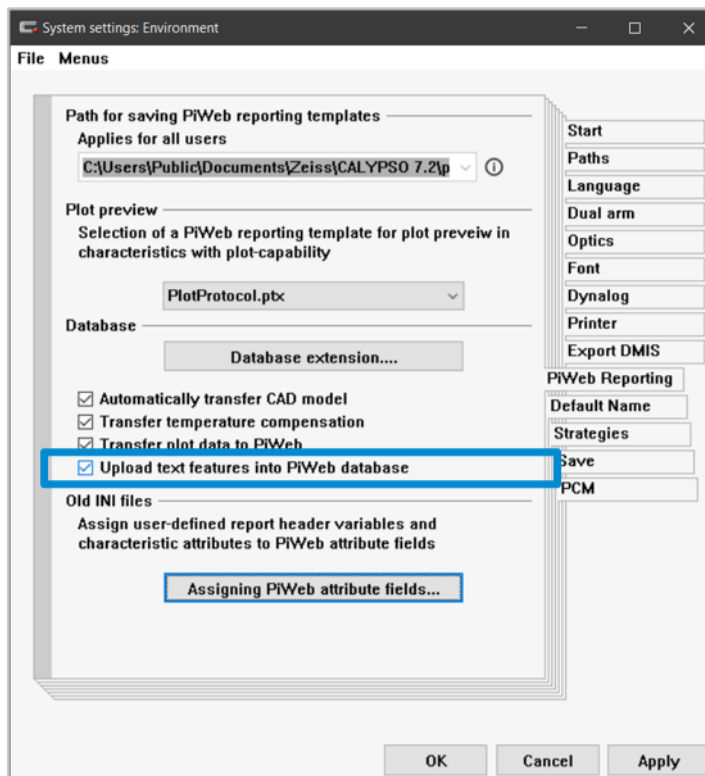 System settings: Environment
File Menus
Path for saving PiWeb reporting templates
Applies for all users
C:\Users\Public\Documents\Zeiss\CALYPSO 7.2\p
Plot preview
Selection of a PiWeb reporting template for plot preveiw in
characteristics with plot-capability
PlotProtocol.ptx
Database
Database extension....
Automatically transfer CAD model
Transfer temperature compensation
Transfer plot data to PiWeb
Upload text features into PiWeb database
Old INI files
Assign user-defined report header variables and
characteristic attributes to PiWeb attribute fields
Assigning PiWeb attribute fields...
Start
Paths
Language
Dual arm
Optics
Font
Dynalog
Printer
Export DMIS
PiWeb Reporting
Default Name
Strategies
Save
PCM
OK Cancel Apply